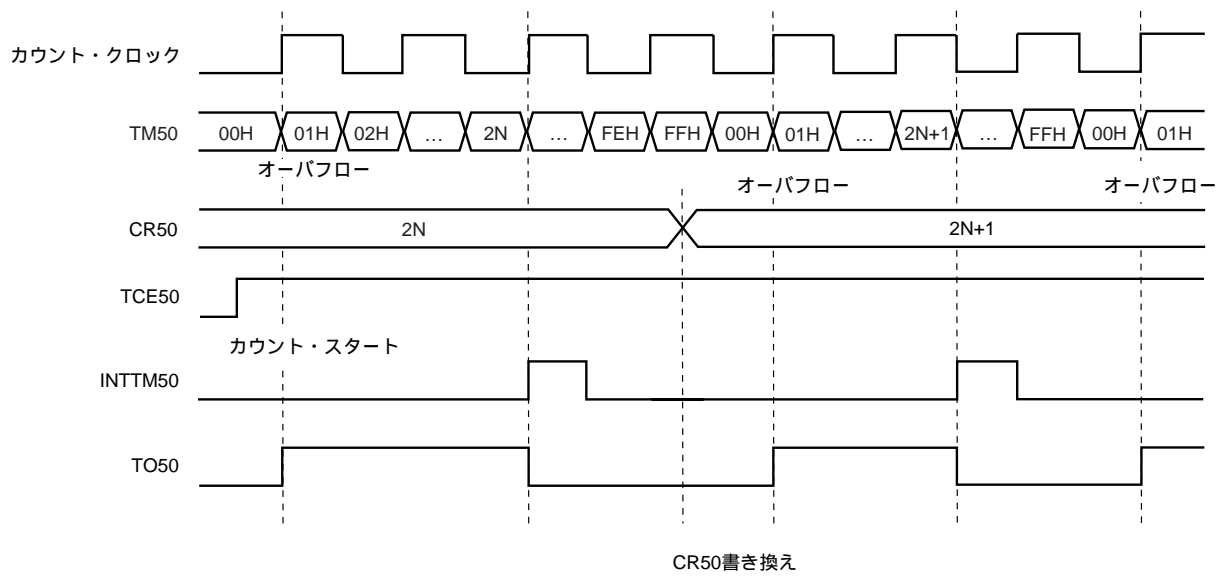 カウント・クロック
TM50 00H 01H 02H … 2N … FEH FFH 00H 01H … 2N+1 … FFH 00H 01H
オーバフロー オーバフロー オーバフロー
CR50 2N 2N+1
TCE50
カウント・スタート
INTTM50
TO50
CR50書き換え